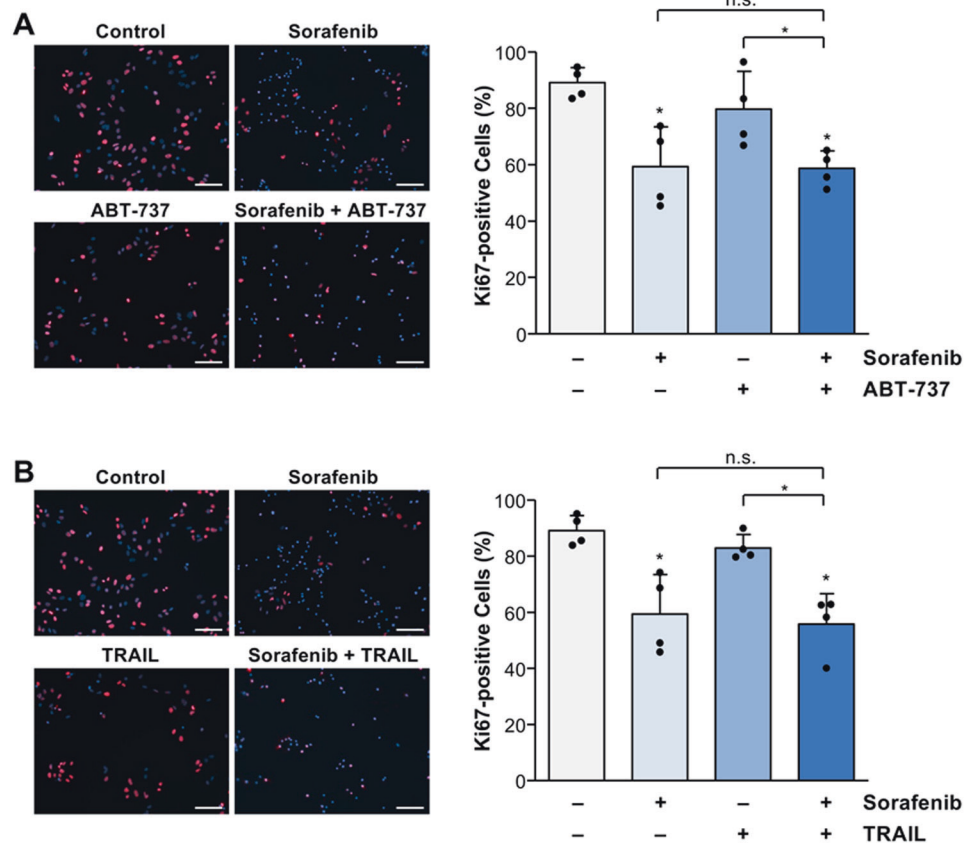 A
Control
Sorafenib
ABT-737
Sorafenib + ABT-737
n.s.
*
Ki67-positive Cells (%)
100
80
60
40
20
0
*
*
– + – + Sorafenib
– – + + ABT-737
B
Control
Sorafenib
TRAIL
Sorafenib + TRAIL
n.s.
*
Ki67-positive Cells (%)
100
80
60
40
20
0
*
*
– + – + Sorafenib
– – + + TRAIL